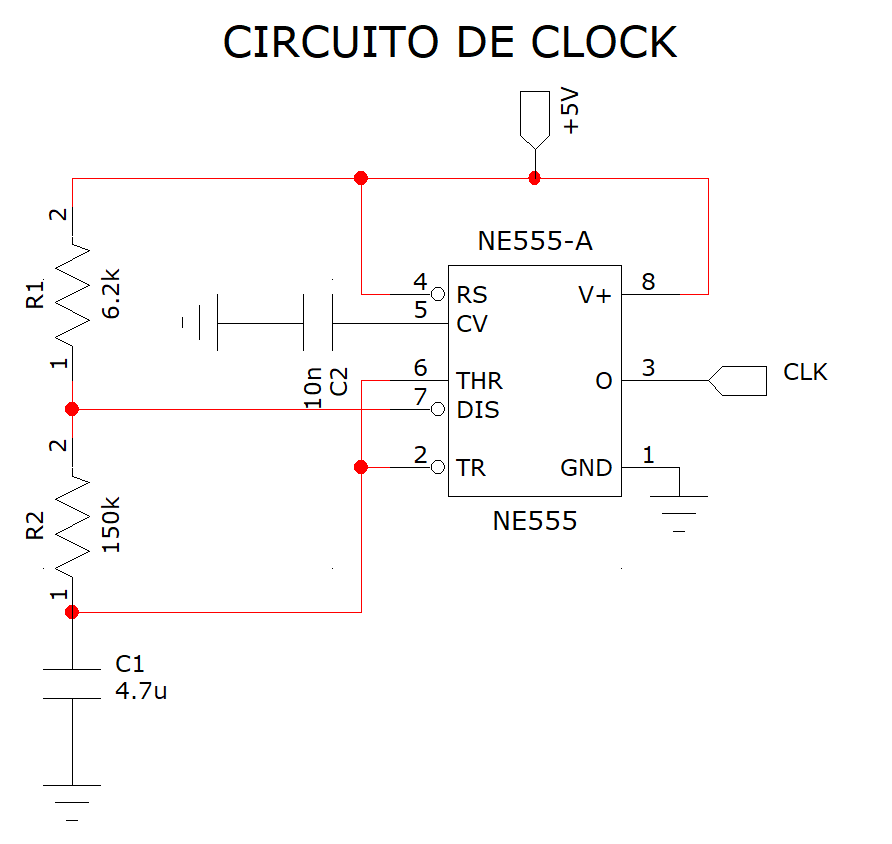 CIRCUITO DE CLOCK
+5V
NE555-A
2
R1
6.2k
1
4
RS
V+
8
5
CV
10n
C2
6
THR
O
3
CLK
7
DIS
2
TR
GND
1
NE555
2
R2
150k
1
C1
4.7u